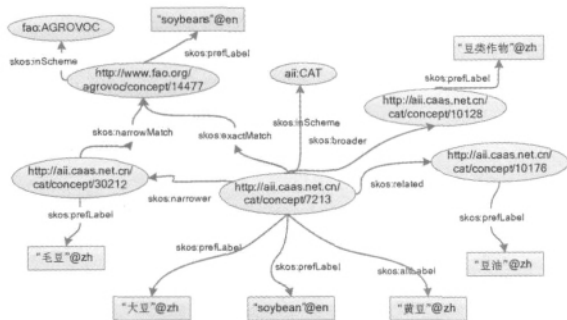 fao:AGROVOC
"soybeans"@en
skos:inScheme
skos:prefLabel
http://www.fao.org/
agrovoc/concept/14477
aii:CAT
"豆类作物"@zh
skos:prefLabel
http://aii.caas.net.cn/
cat/concept/10128
skos:narrowMatch
skos:exactMatch
skos:inScheme
skos:broader
http://aii.caas.net.cn/
cat/concept/30212
http://aii.caas.net.cn/
cat/concept/7213
http://aii.caas.net.cn/
cat/concept/10176
skos:narrower
skos:related
skos:prefLabel
skos:prefLabel
"毛豆"@zh
"豆油"@zh
skos:prefLabel
skos:prefLabel
skos:altLabel
"大豆"@zh
"soybean"@en
"黄豆"@zh